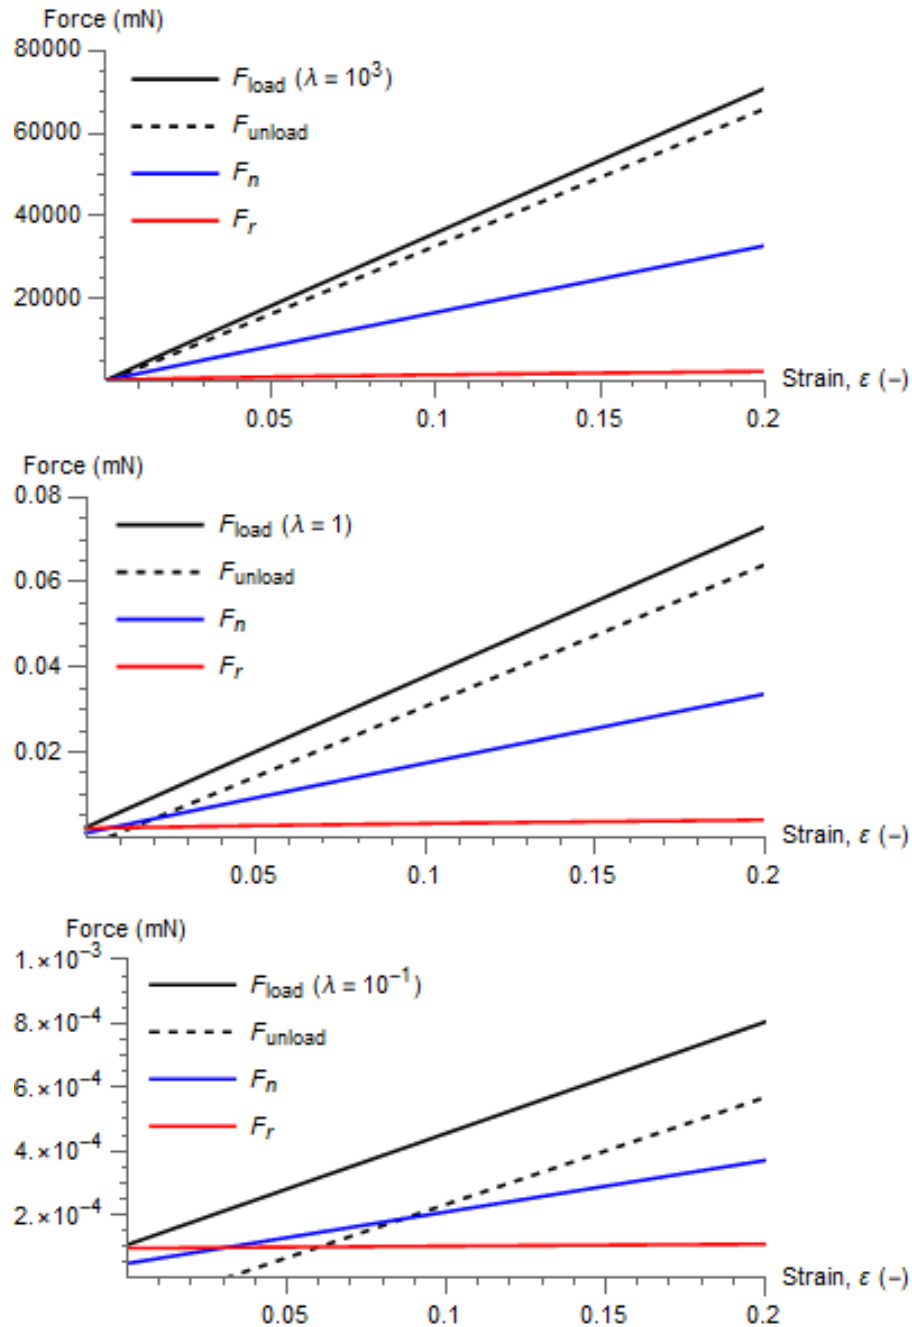 Force (mN)
80000
60000
40000
20000
F_load (λ = 10³)
F_unload
F_n
F_r
Strain, ε (−)
0.05 0.1 0.15 0.2
Force (mN)
0.08
0.06
0.04
0.02
F_load (λ = 1)
F_unload
F_n
F_r
Strain, ε (−)
0.05 0.1 0.15 0.2
Force (mN)
1.×10⁻³
8.×10⁻⁴
6.×10⁻⁴
4.×10⁻⁴
2.×10⁻⁴
F_load (λ = 10⁻¹)
F_unload
F_n
F_r
Strain, ε (−)
0.05 0.1 0.15 0.2